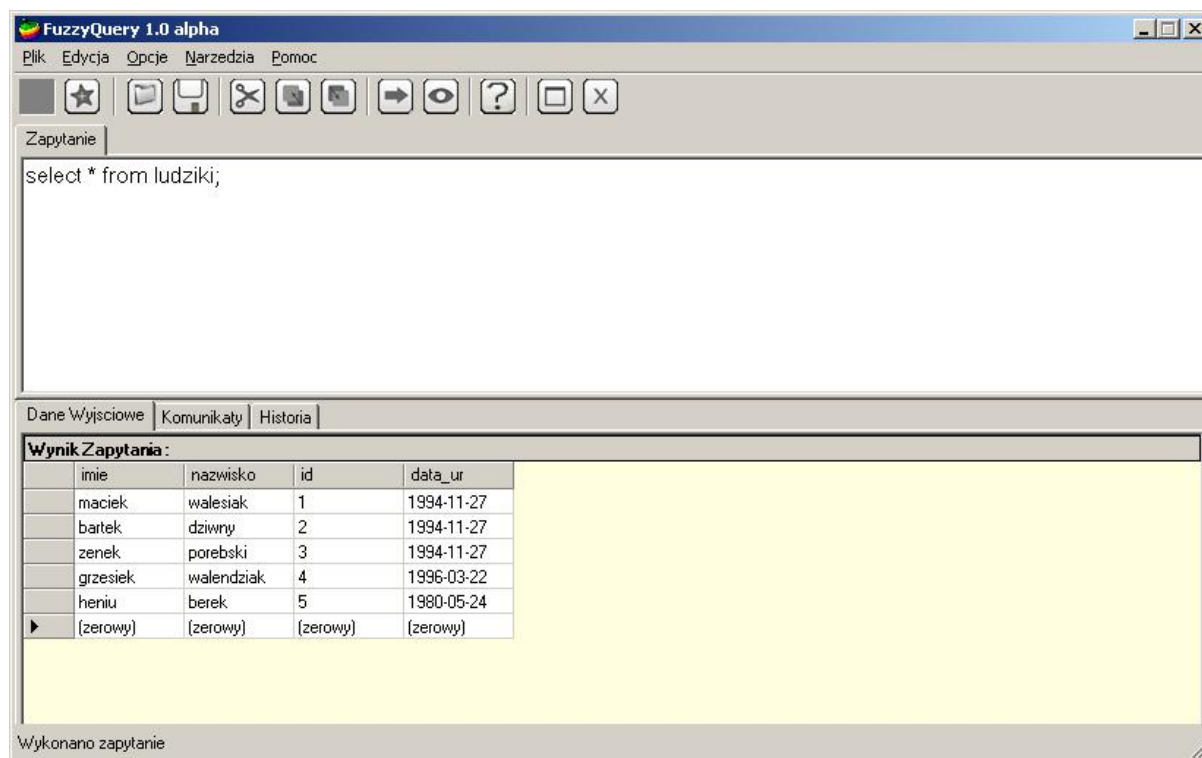 FuzzyQuery 1.0 alpha
Plik Edycja Opcje Narzedzia Pomoc
Zapytanie
select * from ludziki;
Dane Wyjsciowe Komunikaty Historia
Wynik Zapytania :
imie nazwisko id data_ur
maciek walesiak 1 1994-11-27
bartek dziwny 2 1994-11-27
zenek porebski 3 1994-11-27
grzesiek walendziak 4 1996-03-22
heniu berek 5 1980-05-24
(zerowy) (zerowy) (zerowy) (zerowy)
Wykonano zapytanie